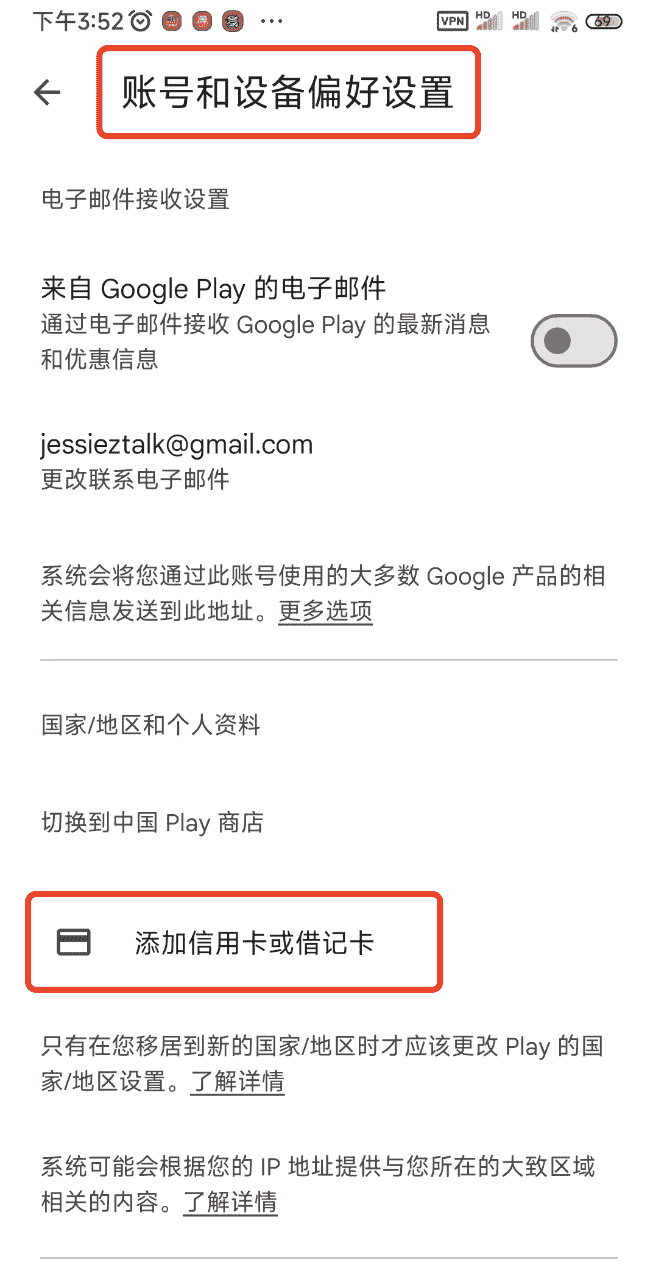 下午3:52 ...
VPN HD HD 6 69
账号和设备偏好设置
电子邮件接收设置
来自 Google Play 的电子邮件
通过电子邮件接收 Google Play 的最新消息
和优惠信息
jessieztalk@gmail.com
更改联系电子邮件
系统会将您通过此账号使用的大多数 Google 产品的相
关信息发送到此地址。更多选项
国家/地区和个人资料
切换到中国 Play 商店
添加信用卡或借记卡
只有在您移居到新的国家/地区时才应该更改 Play 的国
家/地区设置。了解详情
系统可能会根据您的 IP 地址提供与您所在的大致区域
相关的内容。了解详情